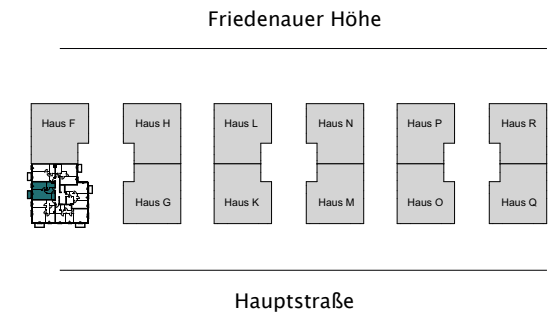 Friedenauer Höhe
Haus F
Haus H
Haus L
Haus N
Haus P
Haus R
Haus G
Haus K
Haus M
Haus O
Haus Q
Hauptstraße